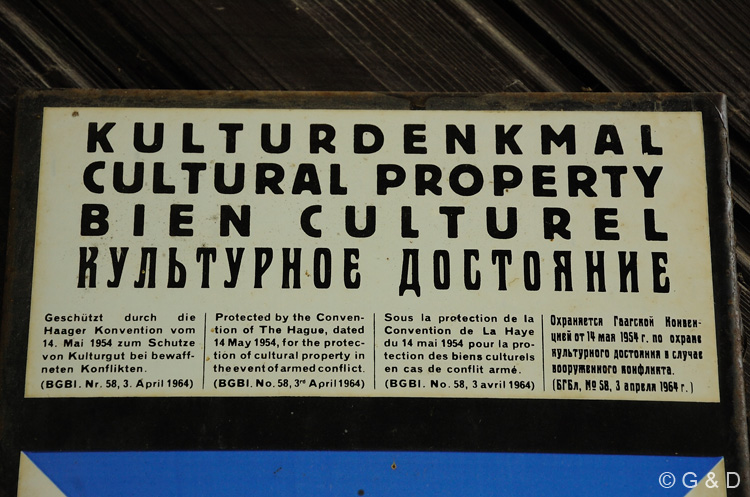 KULTURDENKMAL
CULTURAL PROPERTY
BIEN CULTUREL
КУЛЬТУРНОЕ ДОСТОЯНИЕ
Geschützt durch die
Haager Konvention vom
14. Mai 1954 zum Schutze
von Kulturgut bei bewaff-
neten Konflikten.
(BGBl. Nr. 58, 3. April 1964)
Protected by the Conven-
tion of The Hague, dated
14 May 1954, for the protec-
tion of cultural property in
the event of armed conflict.
(BGBl. No. 58, 3rd April 1964)
Sous la protection de la
Convention de La Haye
du 14 mai 1954 pour la pro-
tection des biens culturels
en cas de conflit armé.
(BGBl. No. 58, 3 avril 1964)
Охраняется Гаагской Конвен-
цией от 14 мая 1954 г. по охране
культурного достояния в случае
вооруженного конфликта.
(БГБл, № 58, 3 апреля 1964 г.)
© G & D